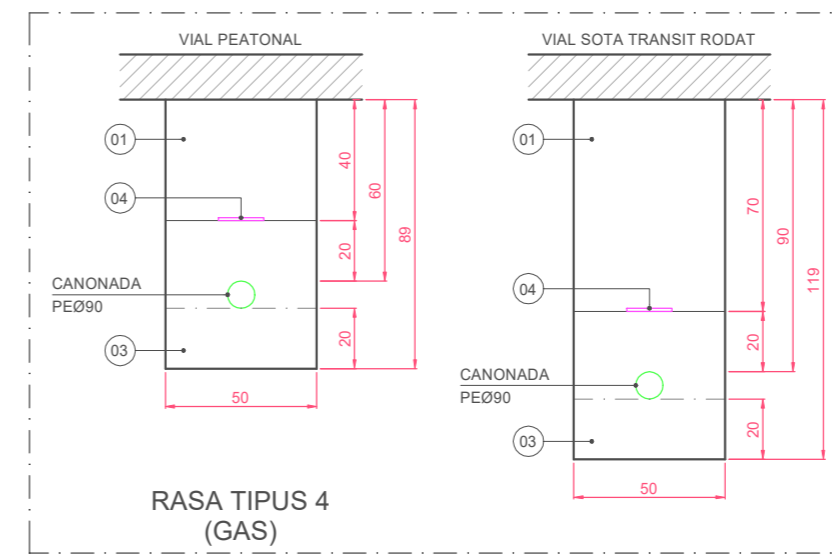 VIAL PEATONAL
01
04
CANONADA
PEØ90
03
40
60
89
20
20
50
RASA TIPUS 4
(GAS)
VIAL SOTA TRANSIT RODAT
01
04
CANONADA
PEØ90
03
70
90
119
20
20
50